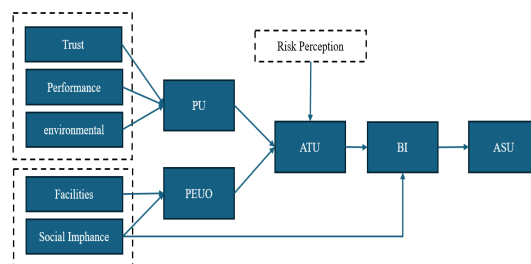 Trust
Risk Perception
Performance
PU
environmental
ATU
BI
ASU
Facilities
PEUO
Social Imphance